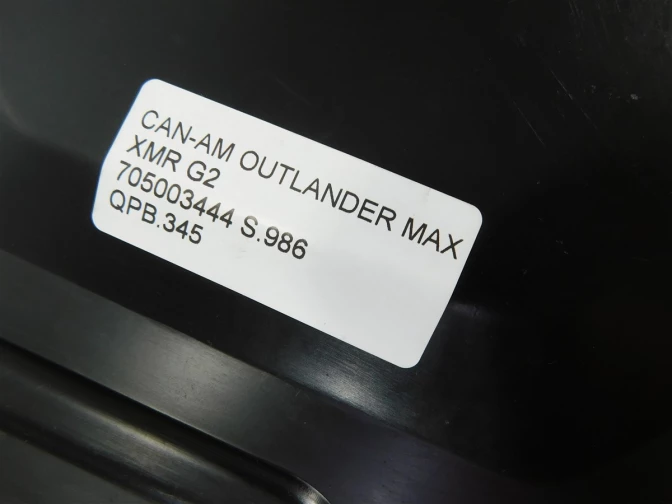 CAN-AM OUTLANDER MAX
XMR G2
705003444 S.986
QPB.345